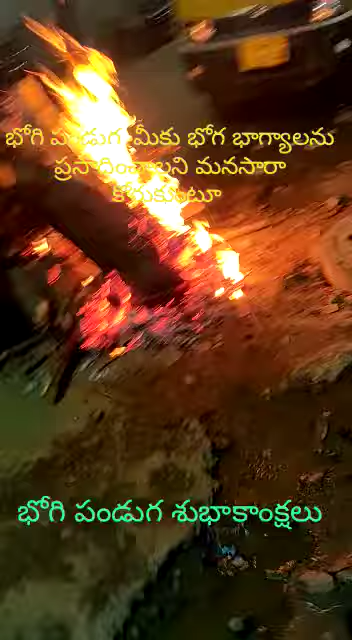 భోగి పండుగ మీకు భోగ భాగ్యాలను
ప్రసాదించాలని మనసారా
కోరుకుంటూ
భోగి పండుగ శుభాకాంక్షలు